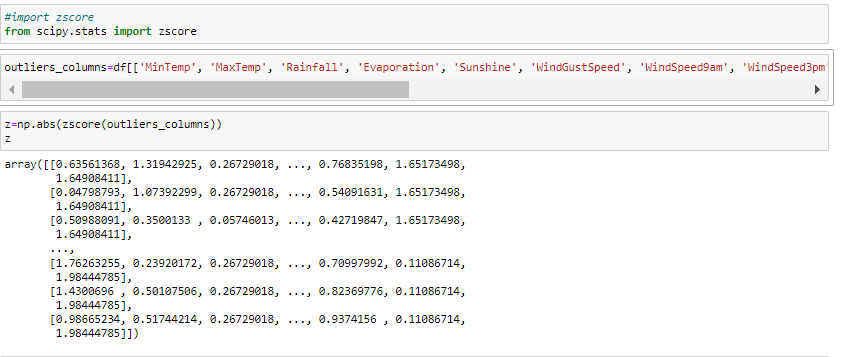 #import zscore
from scipy.stats import zscore
outliers_columns=df[['MinTemp', 'MaxTemp', 'Rainfall', 'Evaporation', 'Sunshine', 'WindGustSpeed', 'WindSpeed9am', 'WindSpeed3pm'
z=np.abs(zscore(outliers_columns))
z
array([[0.63561368, 1.31942925, 0.26729018, ..., 0.76835198, 1.65173498,
1.64908411],
[0.04798793, 1.07392299, 0.26729018, ..., 0.54091631, 1.65173498,
1.64908411],
[0.50988091, 0.3500133 , 0.05746013, ..., 0.42719847, 1.65173498,
1.64908411],
...,
[1.76263255, 0.23920172, 0.26729018, ..., 0.70997992, 0.11086714,
1.98444785],
[1.4300696 , 0.50107506, 0.26729018, ..., 0.82369776, 0.11086714,
1.98444785],
[0.98665234, 0.51744214, 0.26729018, ..., 0.9374156 , 0.11086714,
1.98444785]])